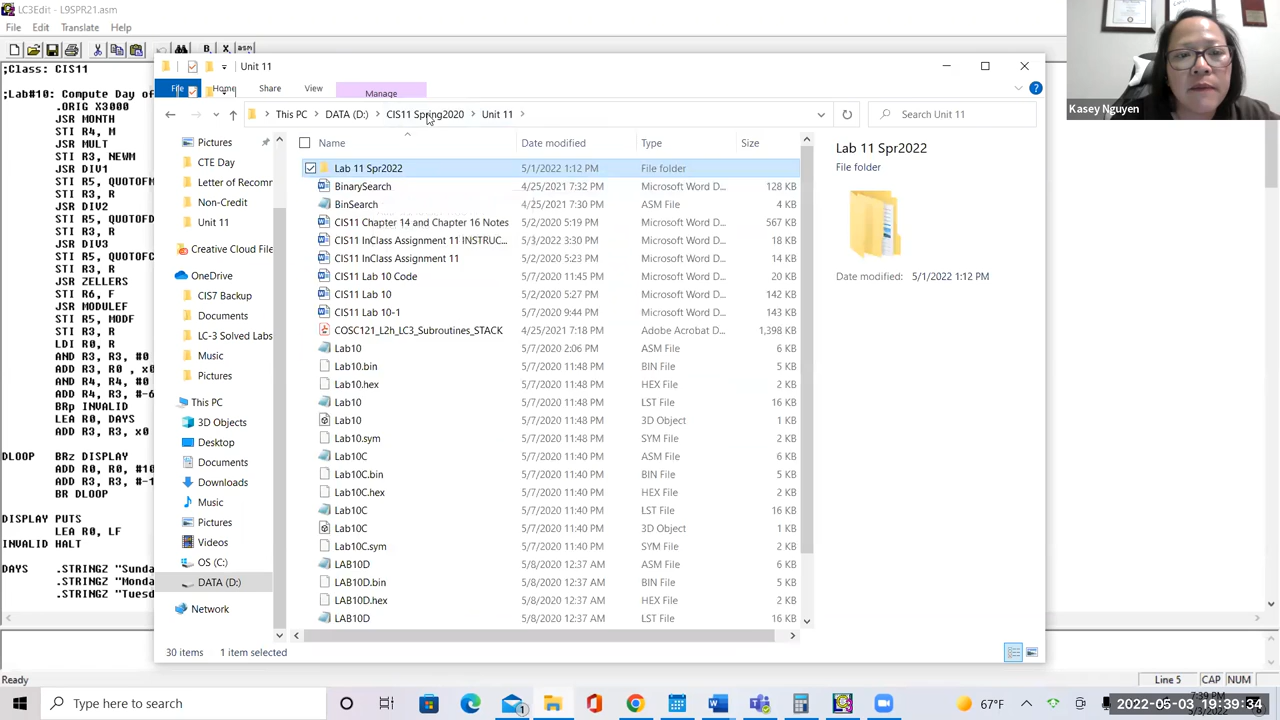 LC3Edit - L9SPR21.asm
File Edit Translate Help
;Class: CIS11
;Lab#10: Compute Day of
.ORIG X3000
JSR MONTH
STI R4, M
STI R3, NEWM
JSR DIV1
STI R5, QUOTOFM
STI R3, R
JSR DIV2
STI R5, QUOTOFD
STI R3, R
JSR DIV3
STI R5, QUOTOFC
STI R3, R
JSR ZELLERS
STI R6, F
JSR MODULEF
STI R5, MODF
STI R3, R
LDI R0, R
AND R3, R3, #0
ADD R3, R0 , x0
AND R4, R4, #0
ADD R4, R3, #-6
BRp INVALID
LEA R0, DAYS
ADD R3, R3, x0
DLOOP BRz DISPLAY
ADD R0, R0, #10
ADD R3, R3, #-1
BR DLOOP
DISPLAY PUTS
LEA R0, LF
INVALID HALT
DAYS .STRINGZ "Sunda
.STRINGZ "Monda
.STRINGZ "Tuesd
Ready
Line 5 CAP NUM
Unit 11
File Home Share View Manage
This PC > DATA (D:) > CIS11 Spring2020 > Unit 11 >
Search Unit 11
Pictures
CTE Day
Letter of Recomr
Non-Credit
Unit 11
Creative Cloud File
OneDrive
CIS7 Backup
Documents
LC-3 Solved Labs
Music
Pictures
This PC
3D Objects
Desktop
Documents
Downloads
Music
Pictures
Videos
OS (C:)
DATA (D:)
Network
Name Date modified Type Size
Lab 11 Spr2022 5/1/2022 1:12 PM File folder
BinarySearch 4/25/2021 7:32 PM Microsoft Word D... 128 KB
BinSearch 4/25/2021 7:30 PM ASM File 4 KB
CIS11 Chapter 14 and Chapter 16 Notes 5/2/2020 5:19 PM Microsoft Word D... 567 KB
CIS11 InClass Assignment 11 INSTRUC... 5/3/2022 3:30 PM Microsoft Word D... 18 KB
CIS11 InClass Assignment 11 5/2/2020 5:23 PM Microsoft Word D... 14 KB
CIS11 Lab 10 Code 5/7/2020 11:45 PM Microsoft Word D... 20 KB
CIS11 Lab 10 5/2/2020 5:27 PM Microsoft Word D... 142 KB
CIS11 Lab 10-1 5/7/2020 9:44 PM Microsoft Word D... 143 KB
COSC121_L2h_LC3_Subroutines_STACK 4/25/2021 7:18 PM Adobe Acrobat D... 1,398 KB
Lab10 5/7/2020 2:06 PM ASM File 6 KB
Lab10.bin 5/7/2020 11:48 PM BIN File 5 KB
Lab10.hex 5/7/2020 11:48 PM HEX File 2 KB
Lab10 5/7/2020 11:48 PM LST File 16 KB
Lab10 5/7/2020 11:48 PM 3D Object 1 KB
Lab10.sym 5/7/2020 11:48 PM SYM File 2 KB
Lab10C 5/7/2020 11:40 PM ASM File 6 KB
Lab10C.bin 5/7/2020 11:40 PM BIN File 5 KB
Lab10C.hex 5/7/2020 11:40 PM HEX File 2 KB
Lab10C 5/7/2020 11:40 PM LST File 16 KB
Lab10C 5/7/2020 11:40 PM 3D Object 1 KB
Lab10C.sym 5/7/2020 11:40 PM SYM File 2 KB
LAB10D 5/8/2020 12:37 AM ASM File 6 KB
LAB10D.bin 5/8/2020 12:37 AM BIN File 5 KB
LAB10D.hex 5/8/2020 12:37 AM HEX File 2 KB
LAB10D 5/8/2020 12:37 AM LST File 16 KB
Lab 11 Spr2022
File folder
Date modified: 5/1/2022 1:12 PM
30 items 1 item selected
Kasey Nguyen
Type here to search
67°F
2022-05-03 19:39:34